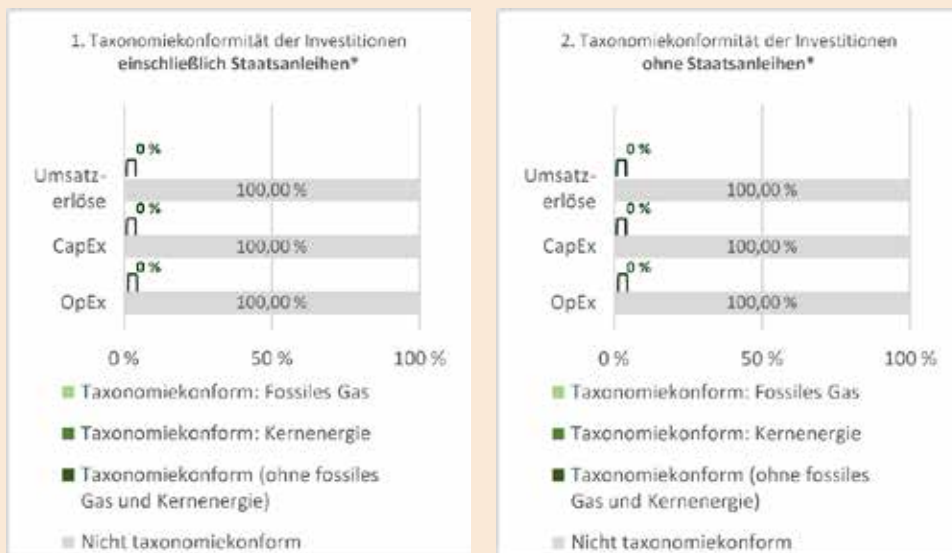 1. Taxonomiekonformität der Investitionen
einschließlich Staatsanleihen*
0 %
Umsatz-
erlöse
100,00 %
0 %
CapEx
100,00 %
0 %
OpEx
100,00 %
0 %
50 %
100 %
Taxonomiekonform: Fossiles Gas
Taxonomiekonform: Kernenergie
Taxonomiekonform (ohne fossiles
Gas und Kernenergie)
Nicht taxonomiekonform
2. Taxonomiekonformität der Investitionen
ohne Staatsanleihen*
0 %
Umsatz-
erlöse
100,00 %
0 %
CapEx
100,00 %
0 %
OpEx
100,00 %
0 %
50 %
100 %
Taxonomiekonform: Fossiles Gas
Taxonomiekonform: Kernenergie
Taxonomiekonform (ohne fossiles
Gas und Kernenergie)
Nicht taxonomiekonform